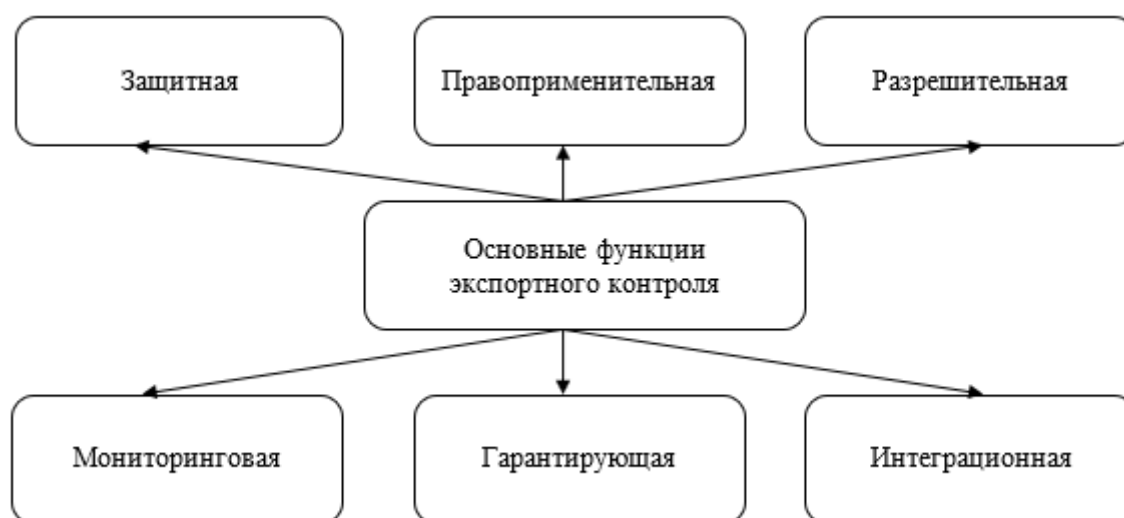 Защитная
Правоприменительная
Разрешительная
Основные функции
экспортного контроля
Мониторинговая
Гарантирующая
Интеграционная